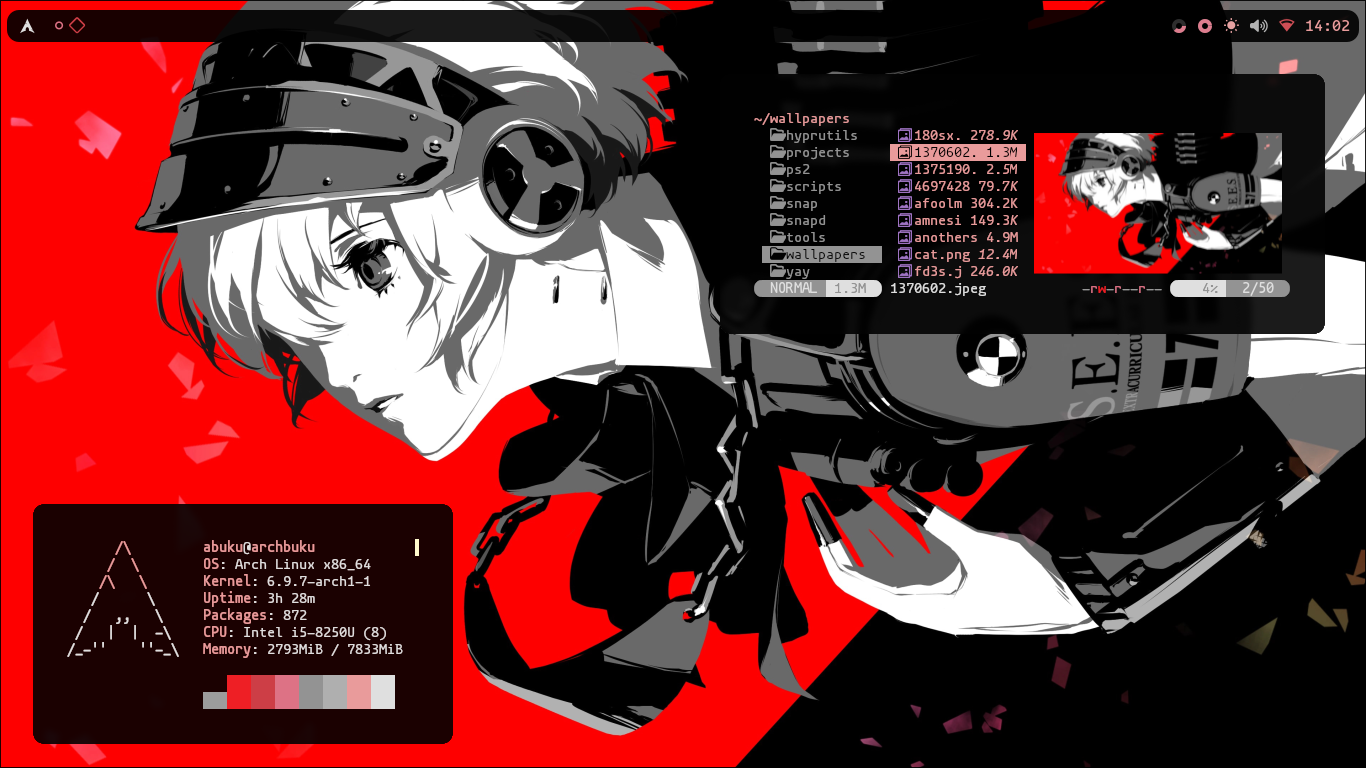 14:02
~/wallpapers
hyprutils 180sx. 278.9K
projects 1370602. 1.3M
ps2 1375190. 2.5M
scripts 4697428 79.7K
snap afoolm 304.2K
snapd amnesi 149.3K
tools anothers 4.9M
wallpapers cat.png 12.4M
yay fd3s.j 246.0K
NORMAL 1.3M 1370602.jpeg -rw-r--r-- 4% 2/50
S.E.E.S.
EXTRACURRICU
abuku@archbuku
OS: Arch Linux x86_64
Kernel: 6.9.7-arch1-1
Uptime: 3h 28m
Packages: 872
CPU: Intel i5-8250U (8)
Memory: 2793MiB / 7833MiB